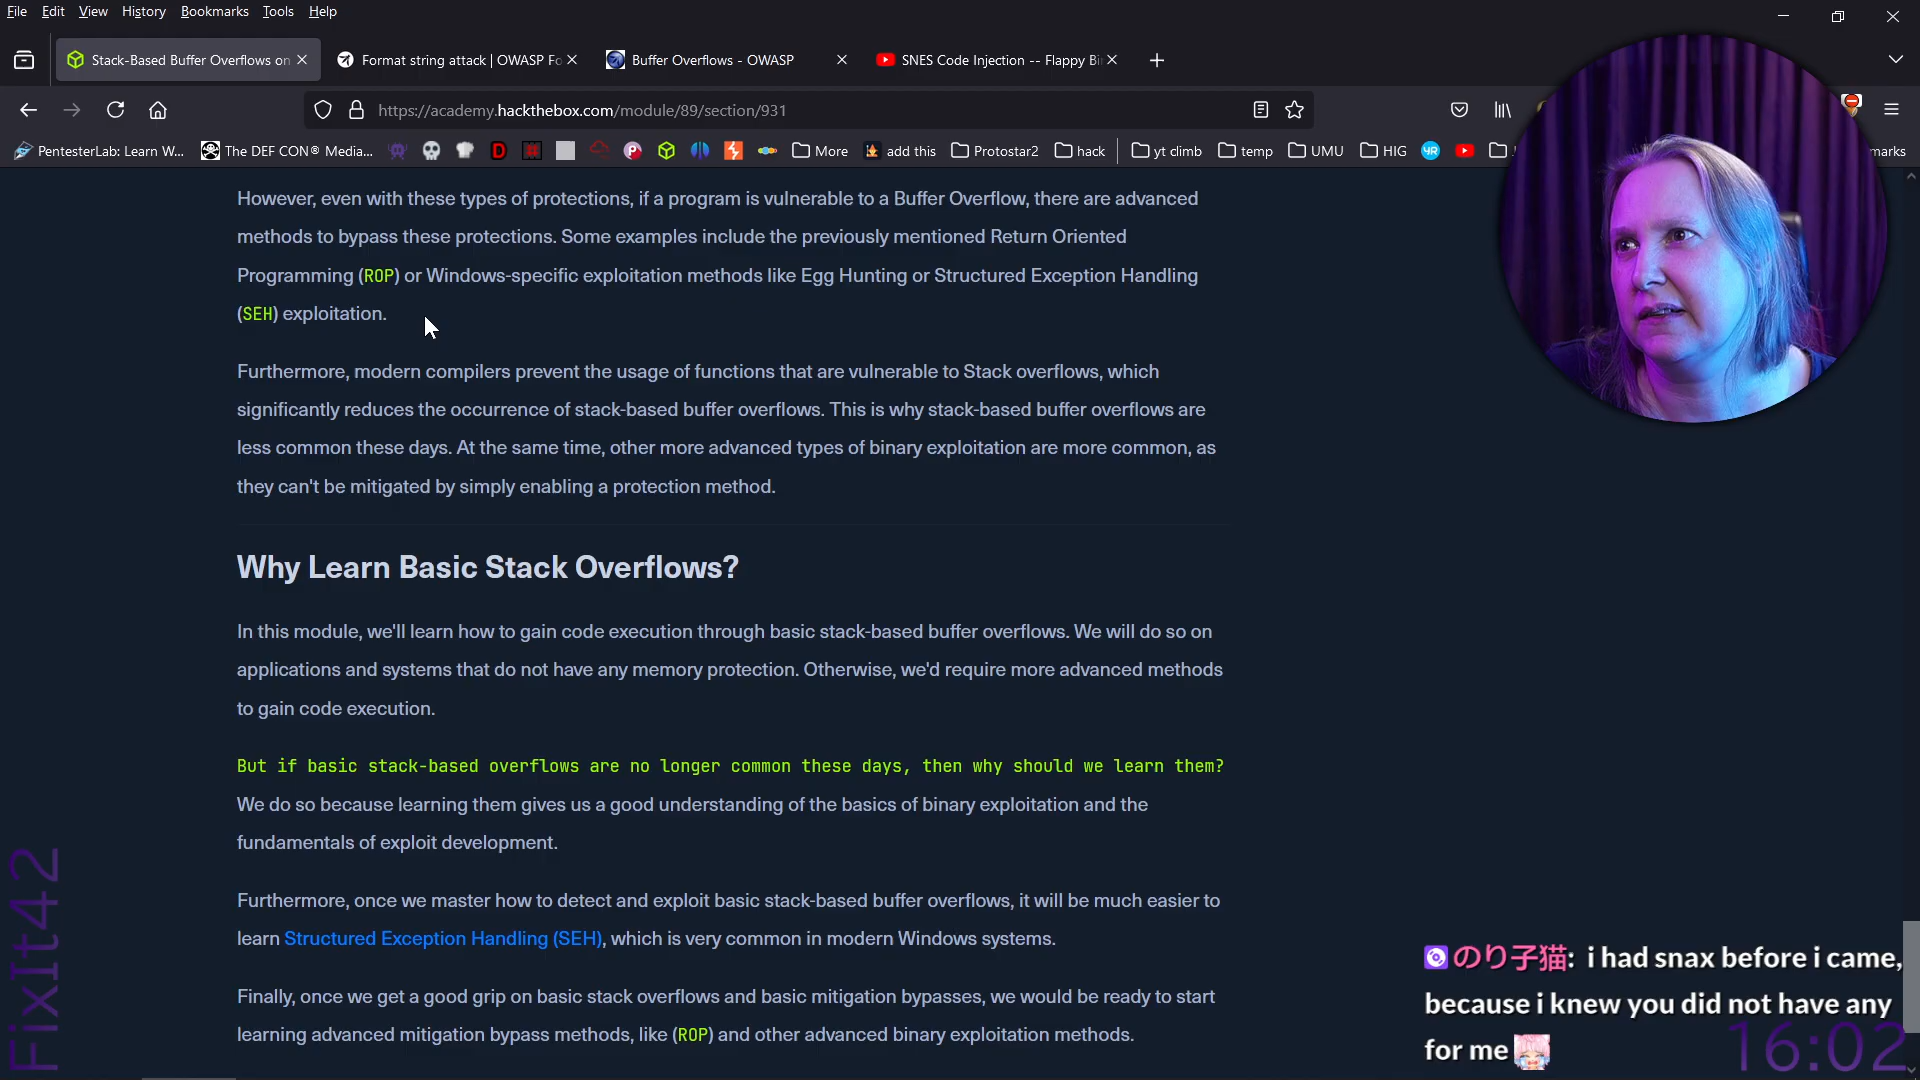 File Edit View History Bookmarks Tools Help
Stack-Based Buffer Overflows on
Format string attack | OWASP Fo
Buffer Overflows - OWASP
SNES Code Injection -- Flappy Bi
https://academy.hackthebox.com/module/89/section/931
PentesterLab: Learn W...
The DEF CON® Media...
More
add this
Protostar2
hack
yt climb
temp
UMU
HIG
marks
However, even with these types of protections, if a program is vulnerable to a Buffer Overflow, there are advanced
methods to bypass these protections. Some examples include the previously mentioned Return Oriented
Programming (ROP) or Windows-specific exploitation methods like Egg Hunting or Structured Exception Handling
(SEH) exploitation.
Furthermore, modern compilers prevent the usage of functions that are vulnerable to Stack overflows, which
significantly reduces the occurrence of stack-based buffer overflows. This is why stack-based buffer overflows are
less common these days. At the same time, other more advanced types of binary exploitation are more common, as
they can't be mitigated by simply enabling a protection method.
Why Learn Basic Stack Overflows?
In this module, we'll learn how to gain code execution through basic stack-based buffer overflows. We will do so on
applications and systems that do not have any memory protection. Otherwise, we'd require more advanced methods
to gain code execution.
But if basic stack-based overflows are no longer common these days, then why should we learn them?
We do so because learning them gives us a good understanding of the basics of binary exploitation and the
fundamentals of exploit development.
Furthermore, once we master how to detect and exploit basic stack-based buffer overflows, it will be much easier to
learn Structured Exception Handling (SEH), which is very common in modern Windows systems.
Finally, once we get a good grip on basic stack overflows and basic mitigation bypasses, we would be ready to start
learning advanced mitigation bypass methods, like (ROP) and other advanced binary exploitation methods.
FixIt42
のり子猫: i had snax before i came,
because i knew you did not have any
for me
16:02